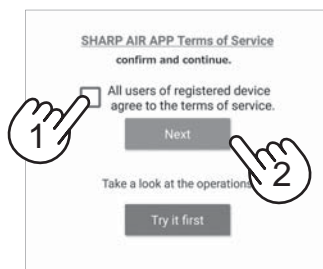 SHARP AIR APP Terms of Service
confirm and continue.
All users of registered device
agree to the terms of service.
1
Next
2
Take a look at the operations
Try it first